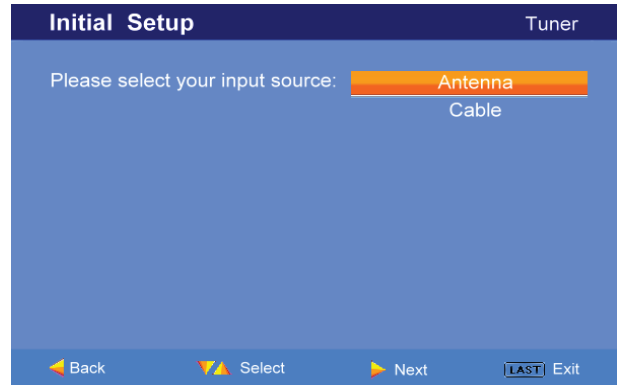 Initial Setup Tuner
Please select your input source: Antenna
Cable
Back Select Next LAST Exit